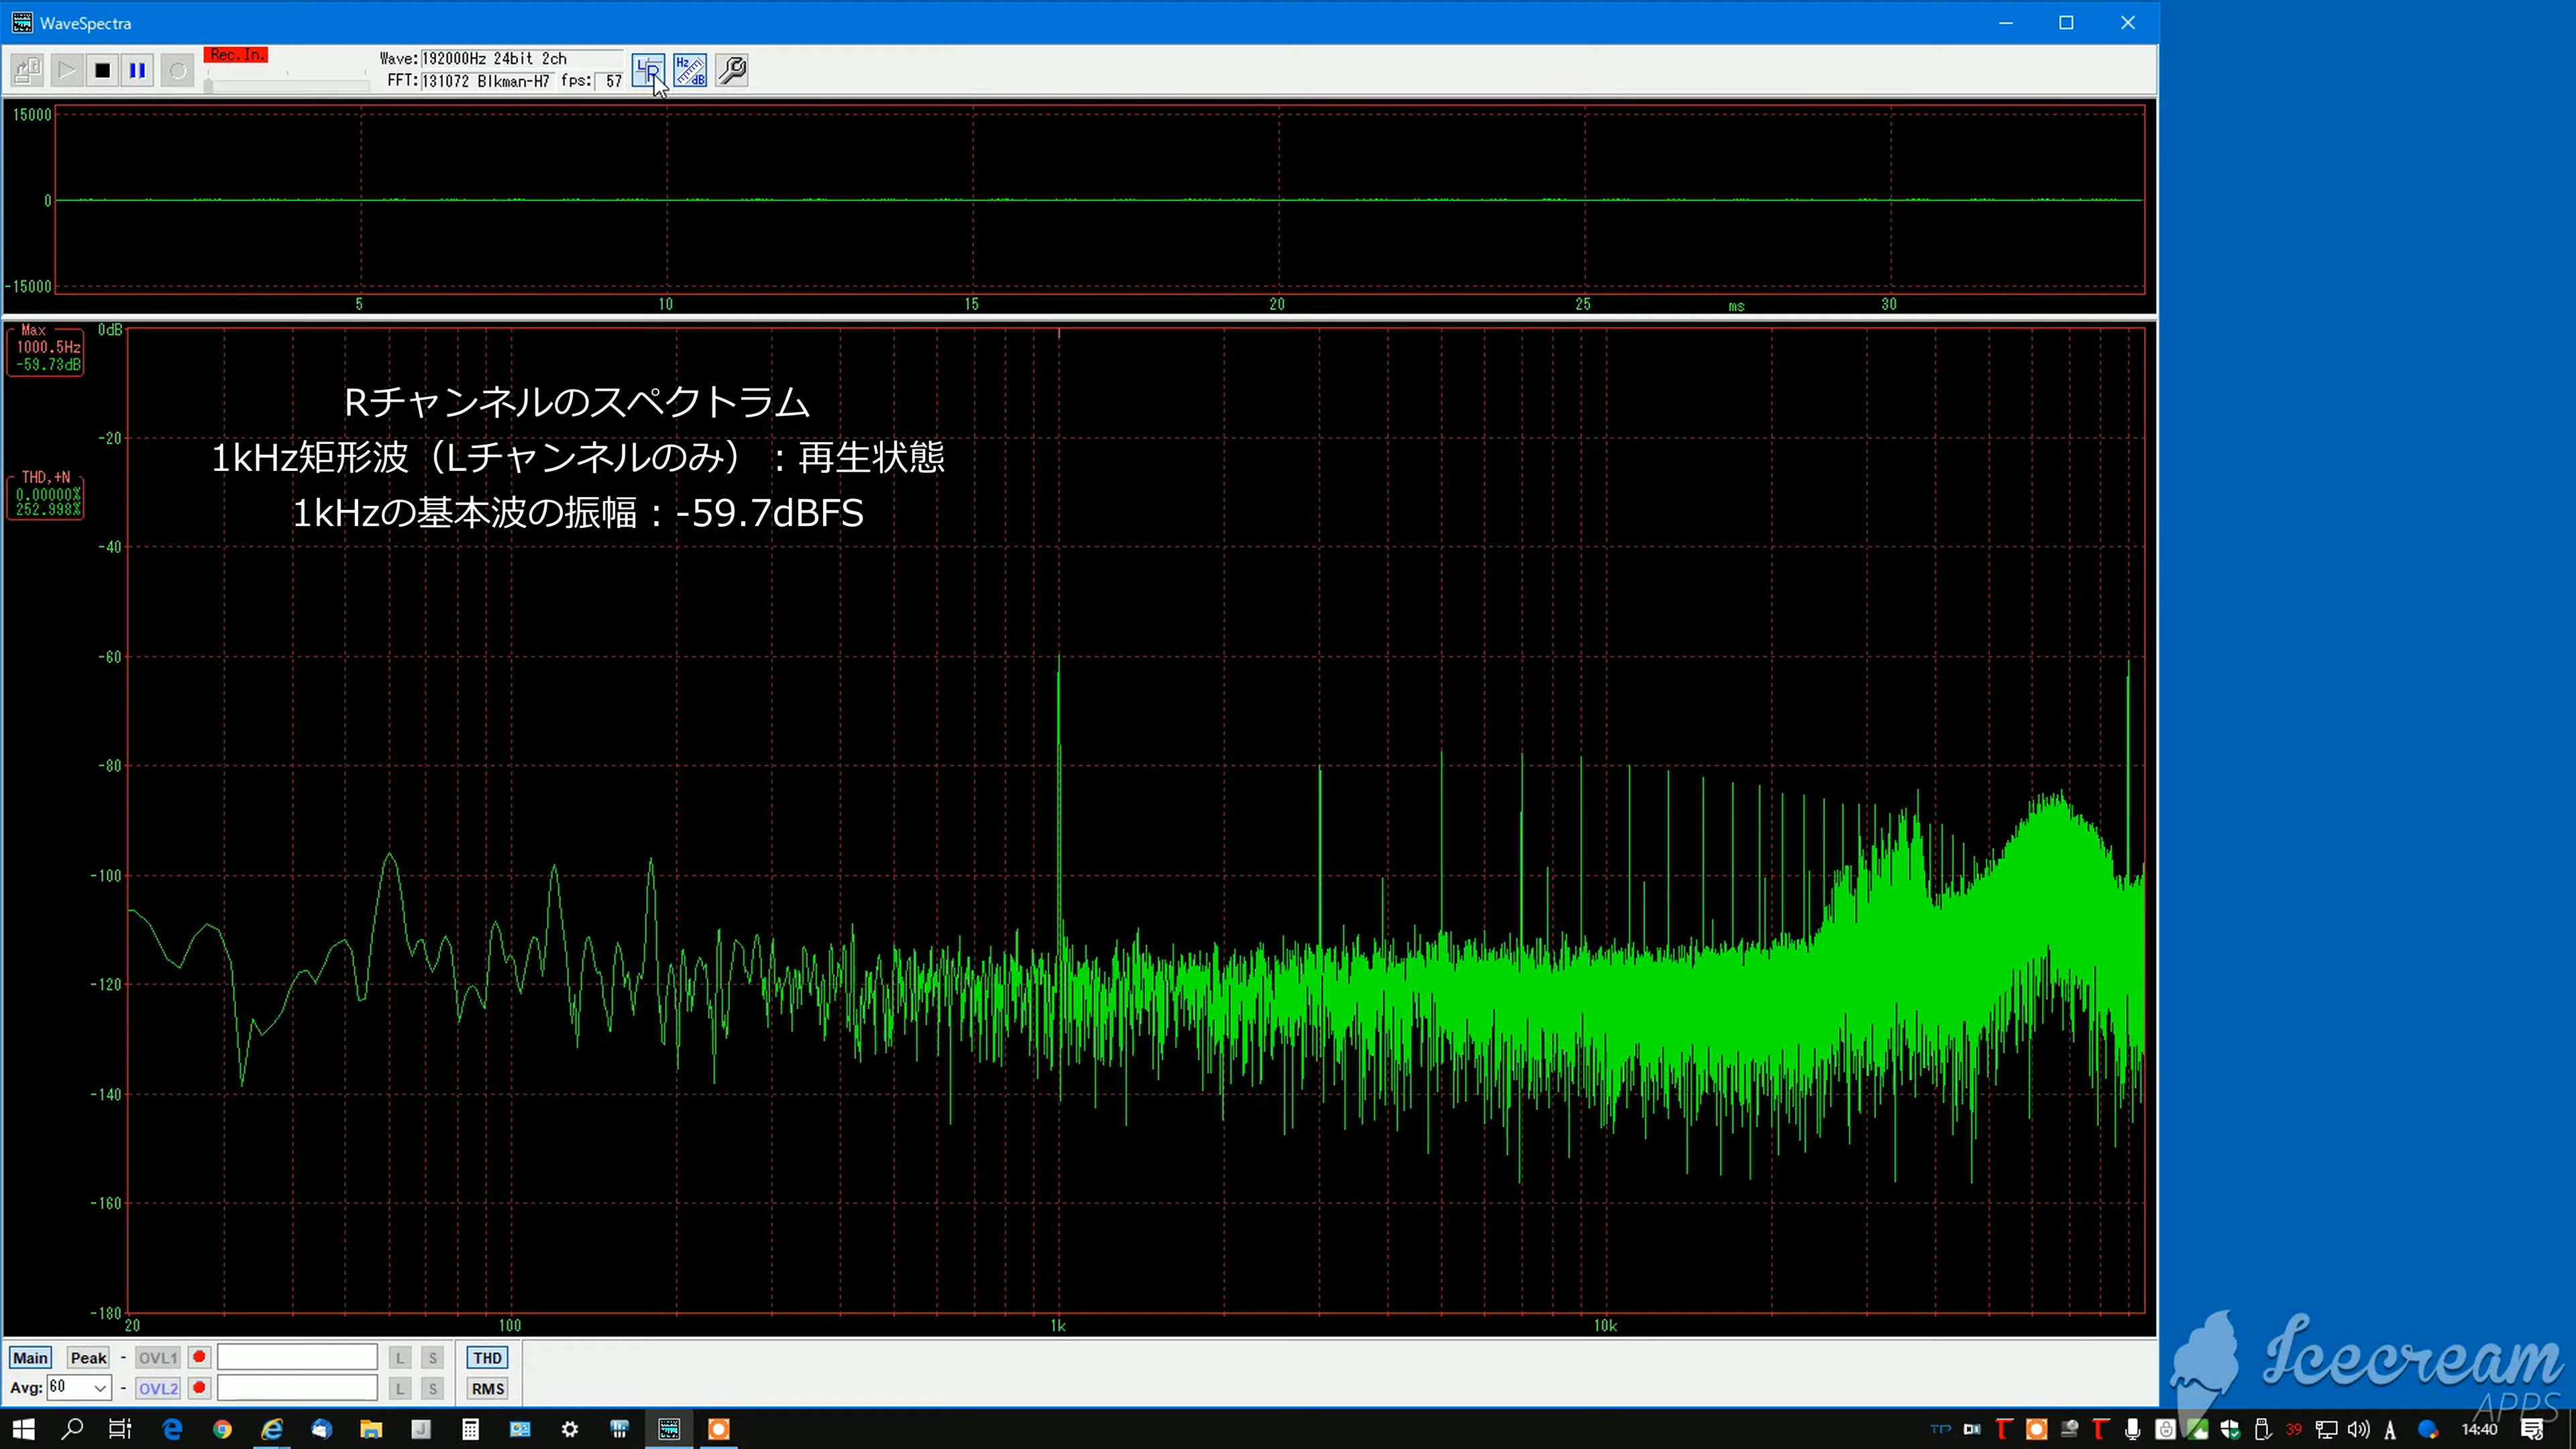 WaveSpectra
Rec.In.
Wave: 192000Hz 24bit 2ch
FFT: 131072 Blkman-H7 fps: 57
L R
Hz dB
15000
0
-15000
5 10 15 20 25 ms 30
Max
1000.5Hz
-59.73dB
THD,+N
0.00000%
252.998%
0dB
-20
-40
-60
-80
-100
-120
-140
-160
-180
Rチャンネルのスペクトラム
1kHz矩形波（Lチャンネルのみ）：再生状態
1kHzの基本波の振幅：-59.7dBFS
20 100 1k 10k
Main Peak - OVL1 L S THD
Avg: 60 - OVL2 L S RMS
Icecream
APPS
TP 39 A 14:40